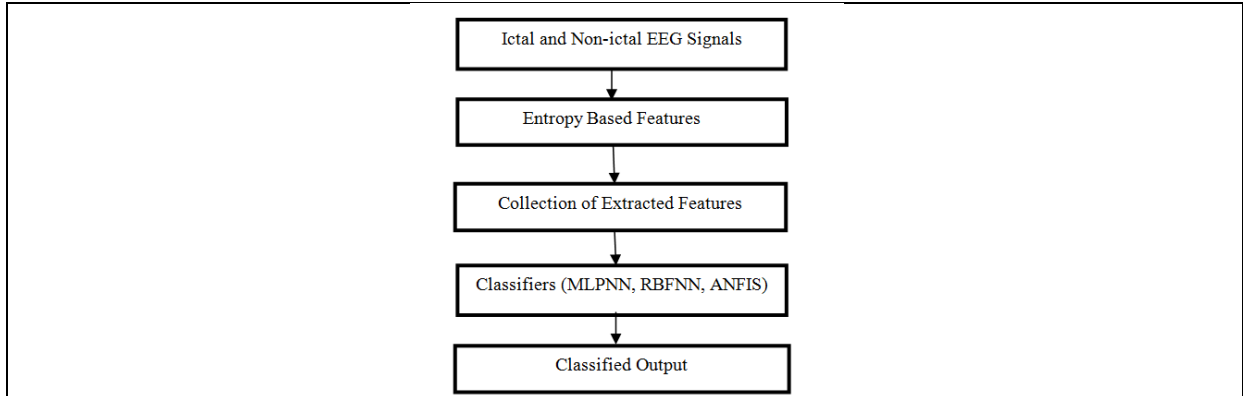 Ictal and Non-ictal EEG Signals
Entropy Based Features
Collection of Extracted Features
Classifiers (MLPNN, RBFNN, ANFIS)
Classified Output